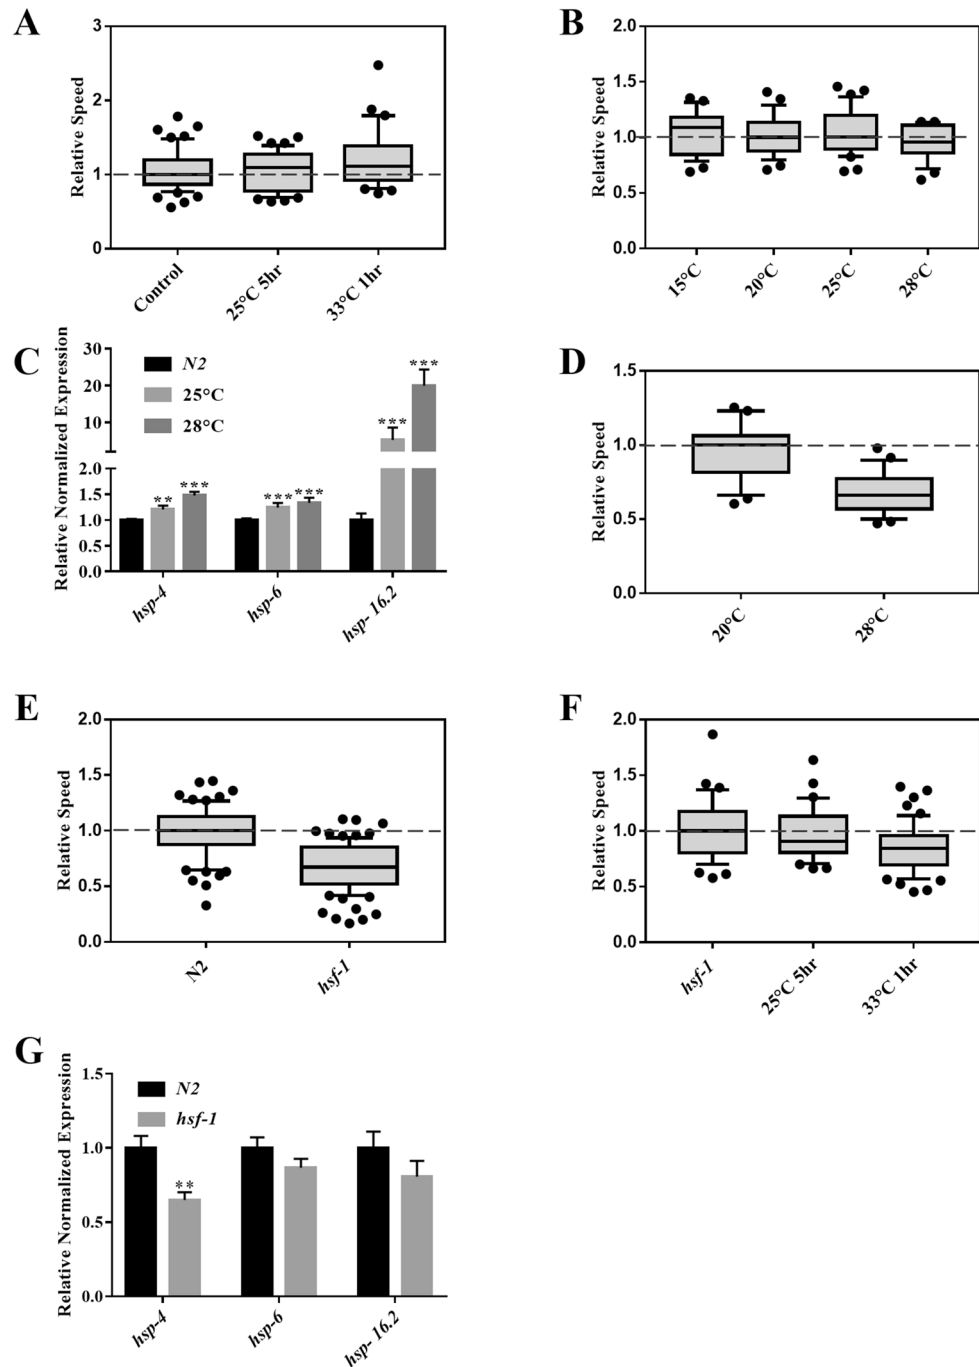 A
Relative Speed
3
2
1
0
Control
25°C 5hr
33°C 1hr
B
Relative Speed
2.0
1.5
1.0
0.5
0.0
15°C
20°C
25°C
28°C
C
Relative Normalized Expression
30
20
10
2.0
1.5
1.0
0.5
0.0
N2
25°C
28°C
** ***
*** ***
*** ***
hsp-4
hsp-6
hsp- 16.2
D
Relative Speed
1.5
1.0
0.5
0.0
20°C
28°C
E
Relative Speed
2.0
1.5
1.0
0.5
0.0
N2
hsf-1
F
Relative Speed
2.0
1.5
1.0
0.5
0.0
hsf-1
25°C 5hr
33°C 1hr
G
Relative Normalized Expression
1.5
1.0
0.5
0.0
N2
hsf-1
**
hsp-4
hsp-6
hsp- 16.2